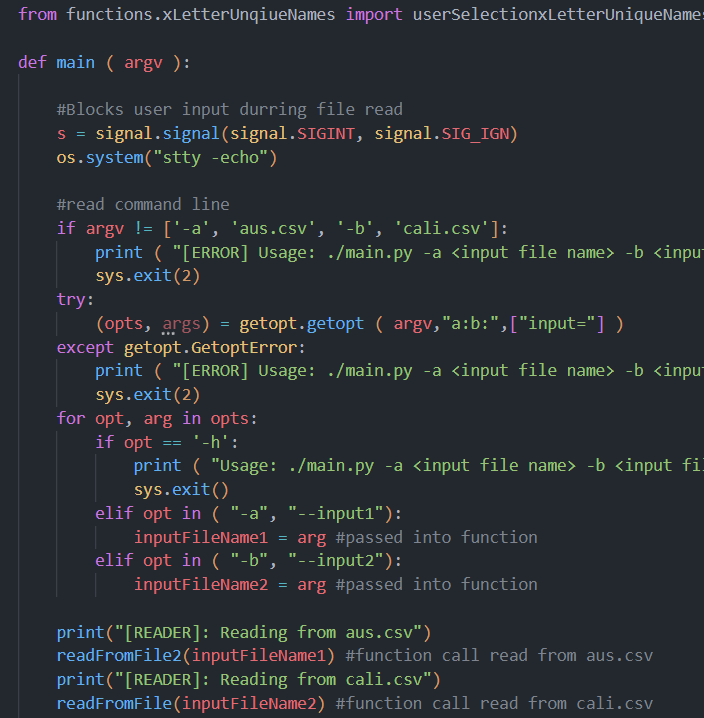 from functions.xLetterUnqiueNames import userSelectionxLetterUniqueNames
def main ( argv ):
#Blocks user input durring file read
s = signal.signal(signal.SIGINT, signal.SIG_IGN)
os.system("stty -echo")
#read command line
if argv != ['-a', 'aus.csv', '-b', 'cali.csv']:
print ( "[ERROR] Usage: ./main.py -a <input file name> -b <inpu
sys.exit(2)
try:
(opts, args) = getopt.getopt ( argv,"a:b:",["input="] )
except getopt.GetoptError:
print ( "[ERROR] Usage: ./main.py -a <input file name> -b <inpu
sys.exit(2)
for opt, arg in opts:
if opt == '-h':
print ( "Usage: ./main.py -a <input file name> -b <input fi
sys.exit()
elif opt in ( "-a", "--input1"):
inputFileName1 = arg #passed into function
elif opt in ( "-b", "--input2"):
inputFileName2 = arg #passed into function
print("[READER]: Reading from aus.csv")
readFromFile2(inputFileName1) #function call read from aus.csv
print("[READER]: Reading from cali.csv")
readFromFile(inputFileName2) #function call read from cali.csv